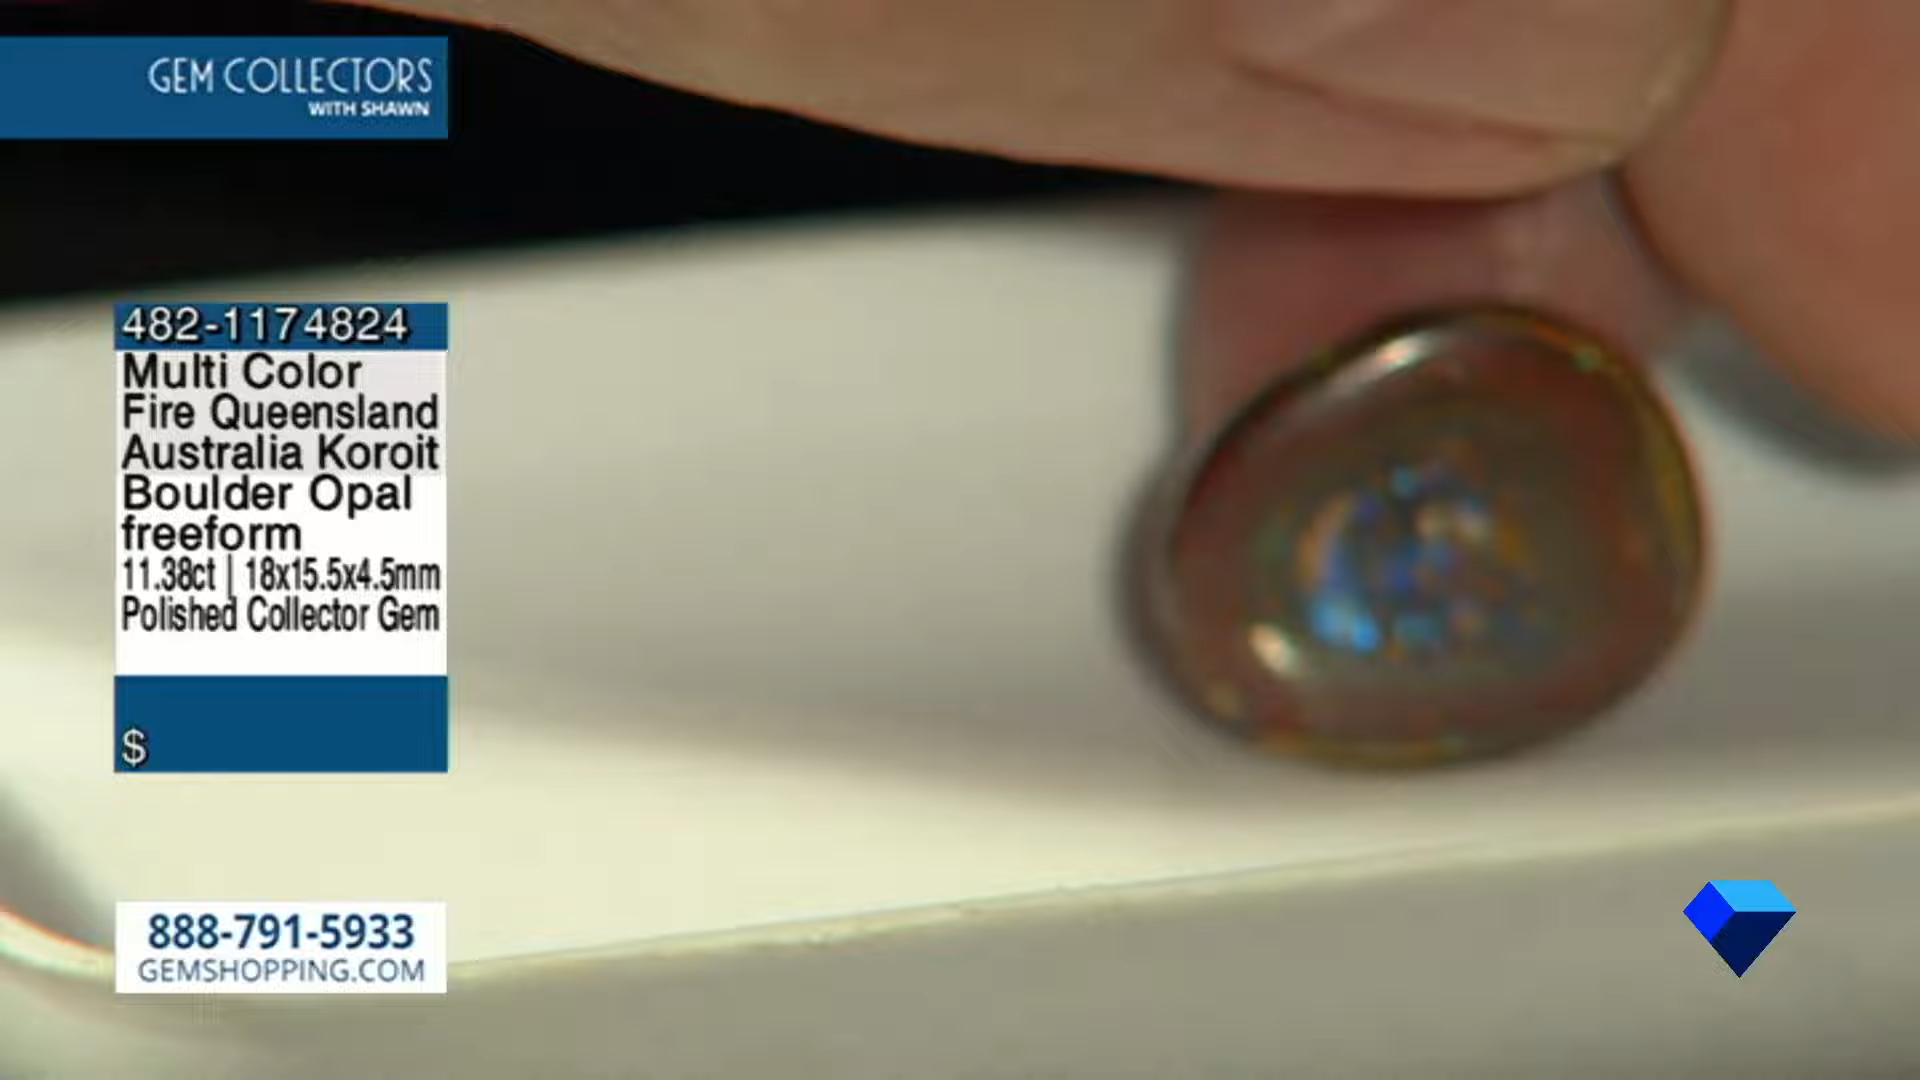 GEM COLLECTORS
WITH SHAWN
482-1174824
Multi Color
Fire Queensland
Australia Koroit
Boulder Opal
freeform
11.38ct | 18x15.5x4.5mm
Polished Collector Gem
$
888-791-5933
GEMSHOPPING.COM